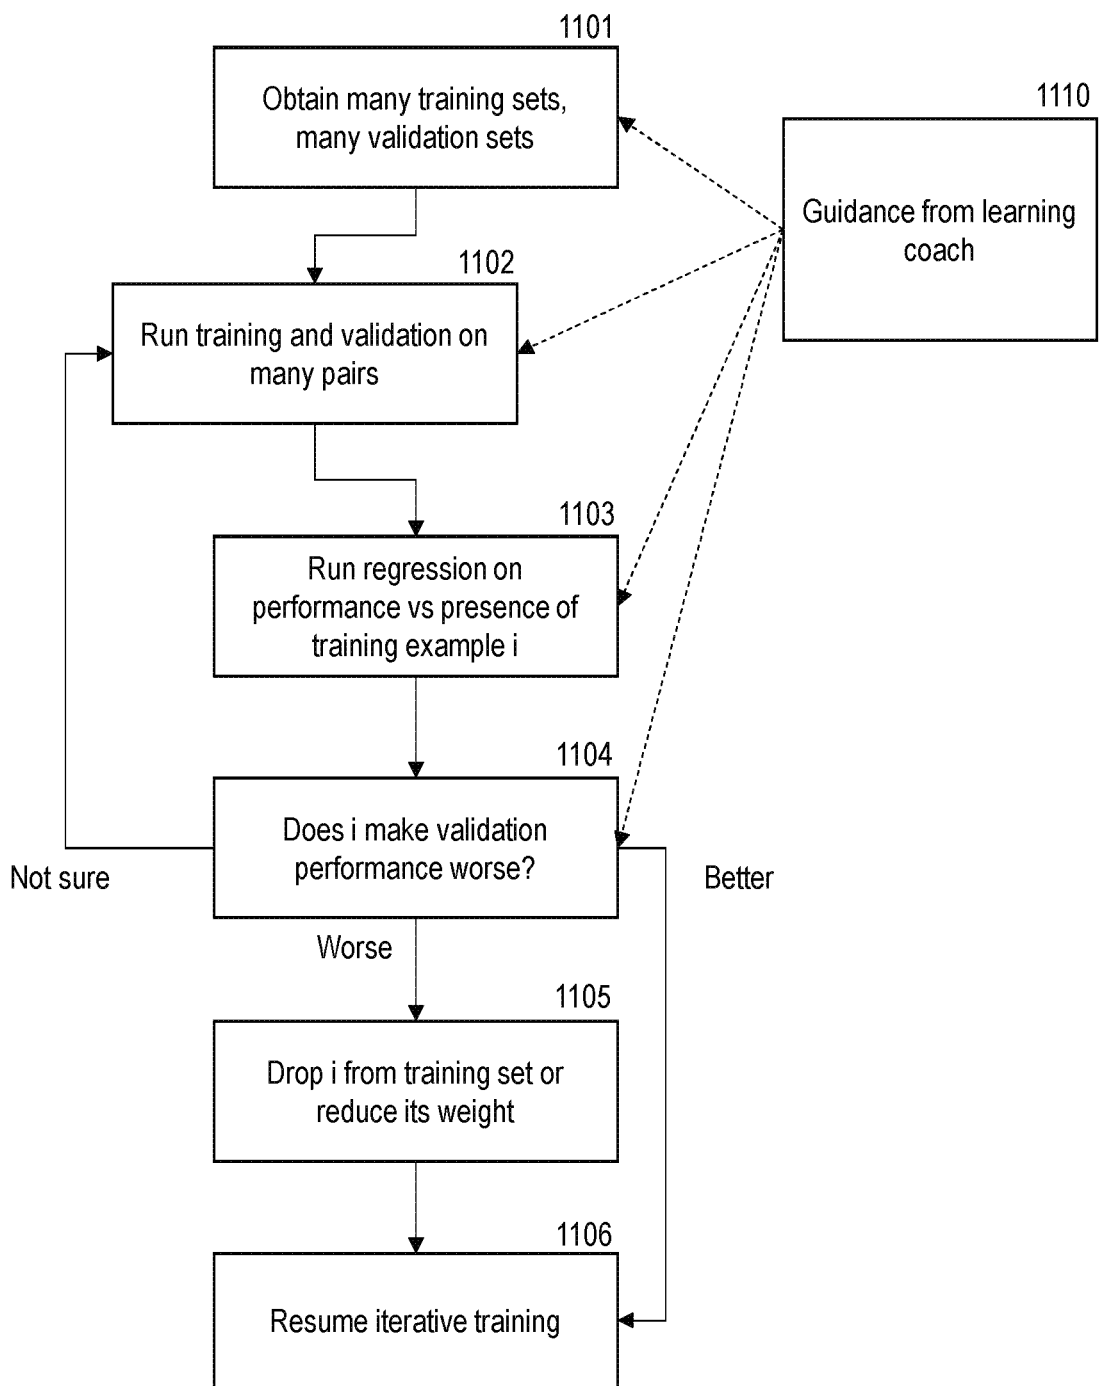 1101
Obtain many training sets,
many validation sets
1110
Guidance from learning
coach
1102
Run training and validation on
many pairs
1103
Run regression on
performance vs presence of
training example i
1104
Does i make validation
performance worse?
Not sure
Better
Worse
1105
Drop i from training set or
reduce its weight
1106
Resume iterative training